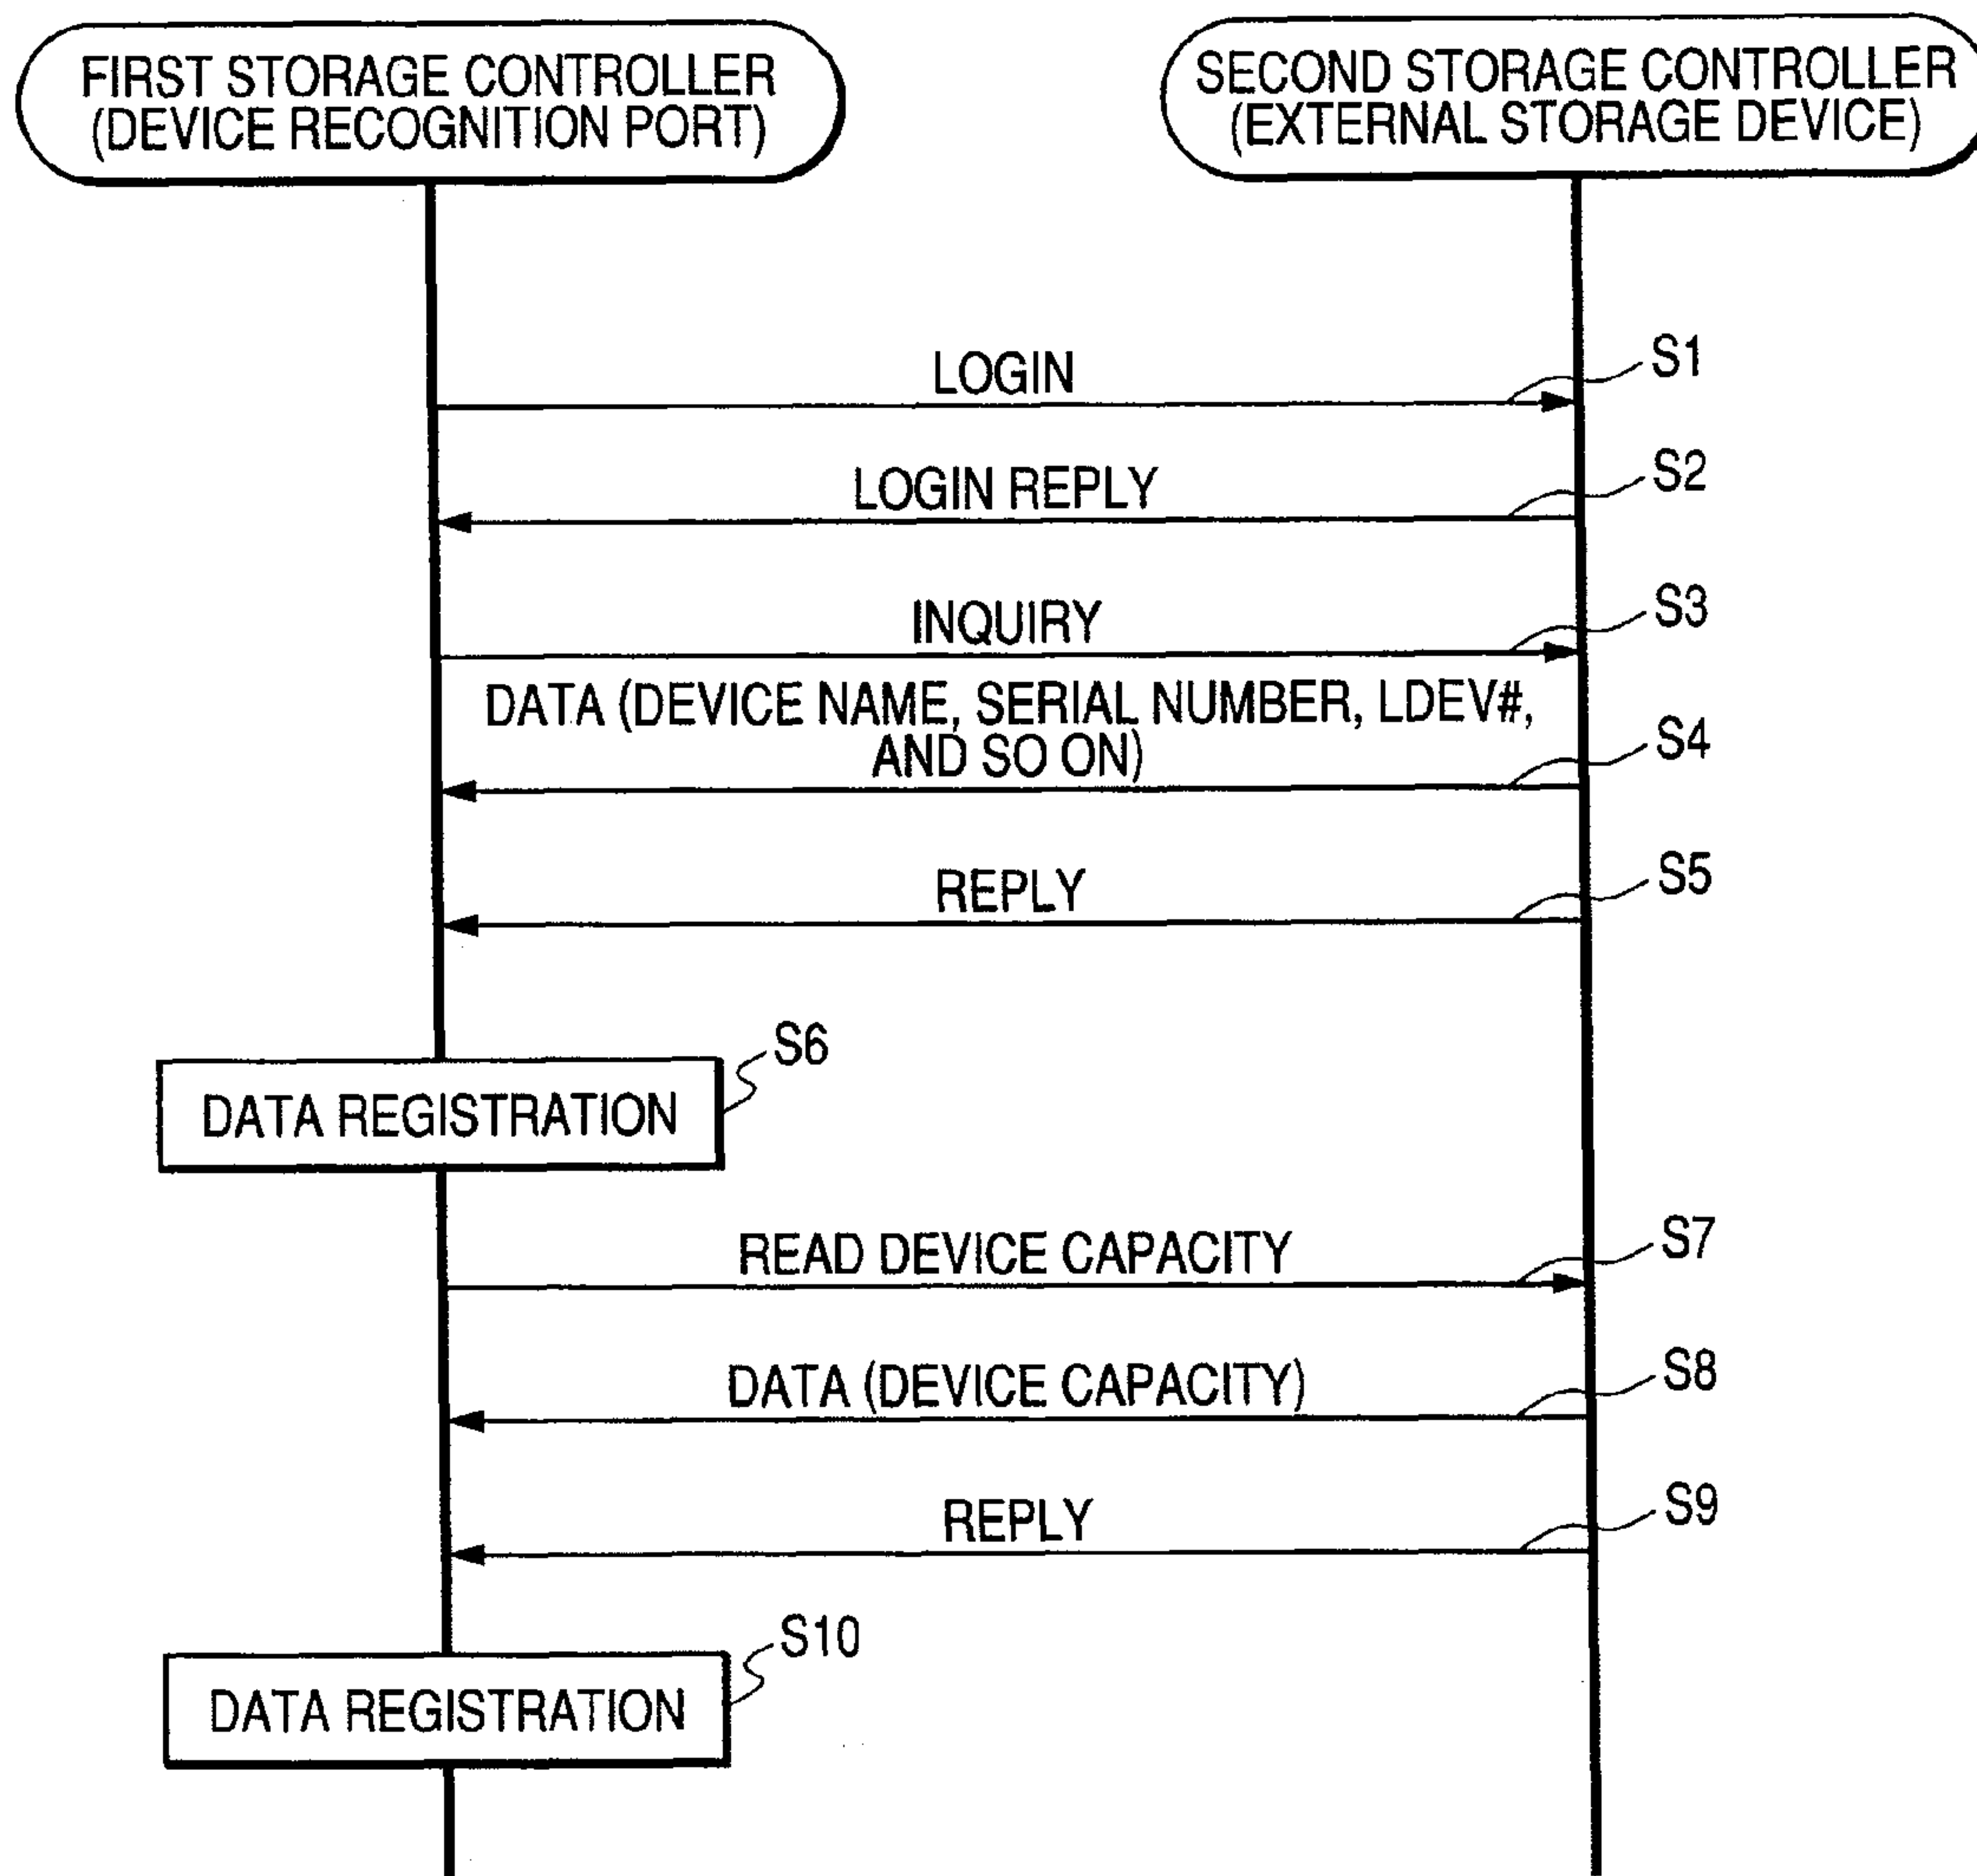 FIRST STORAGE CONTROLLER
(DEVICE RECOGNITION PORT)
SECOND STORAGE CONTROLLER
(EXTERNAL STORAGE DEVICE)
LOGIN
S1
LOGIN REPLY
S2
INQUIRY
S3
DATA (DEVICE NAME, SERIAL NUMBER, LDEV#,
AND SO ON)
S4
REPLY
S5
S6
DATA REGISTRATION
READ DEVICE CAPACITY
S7
DATA (DEVICE CAPACITY)
S8
REPLY
S9
S10
DATA REGISTRATION